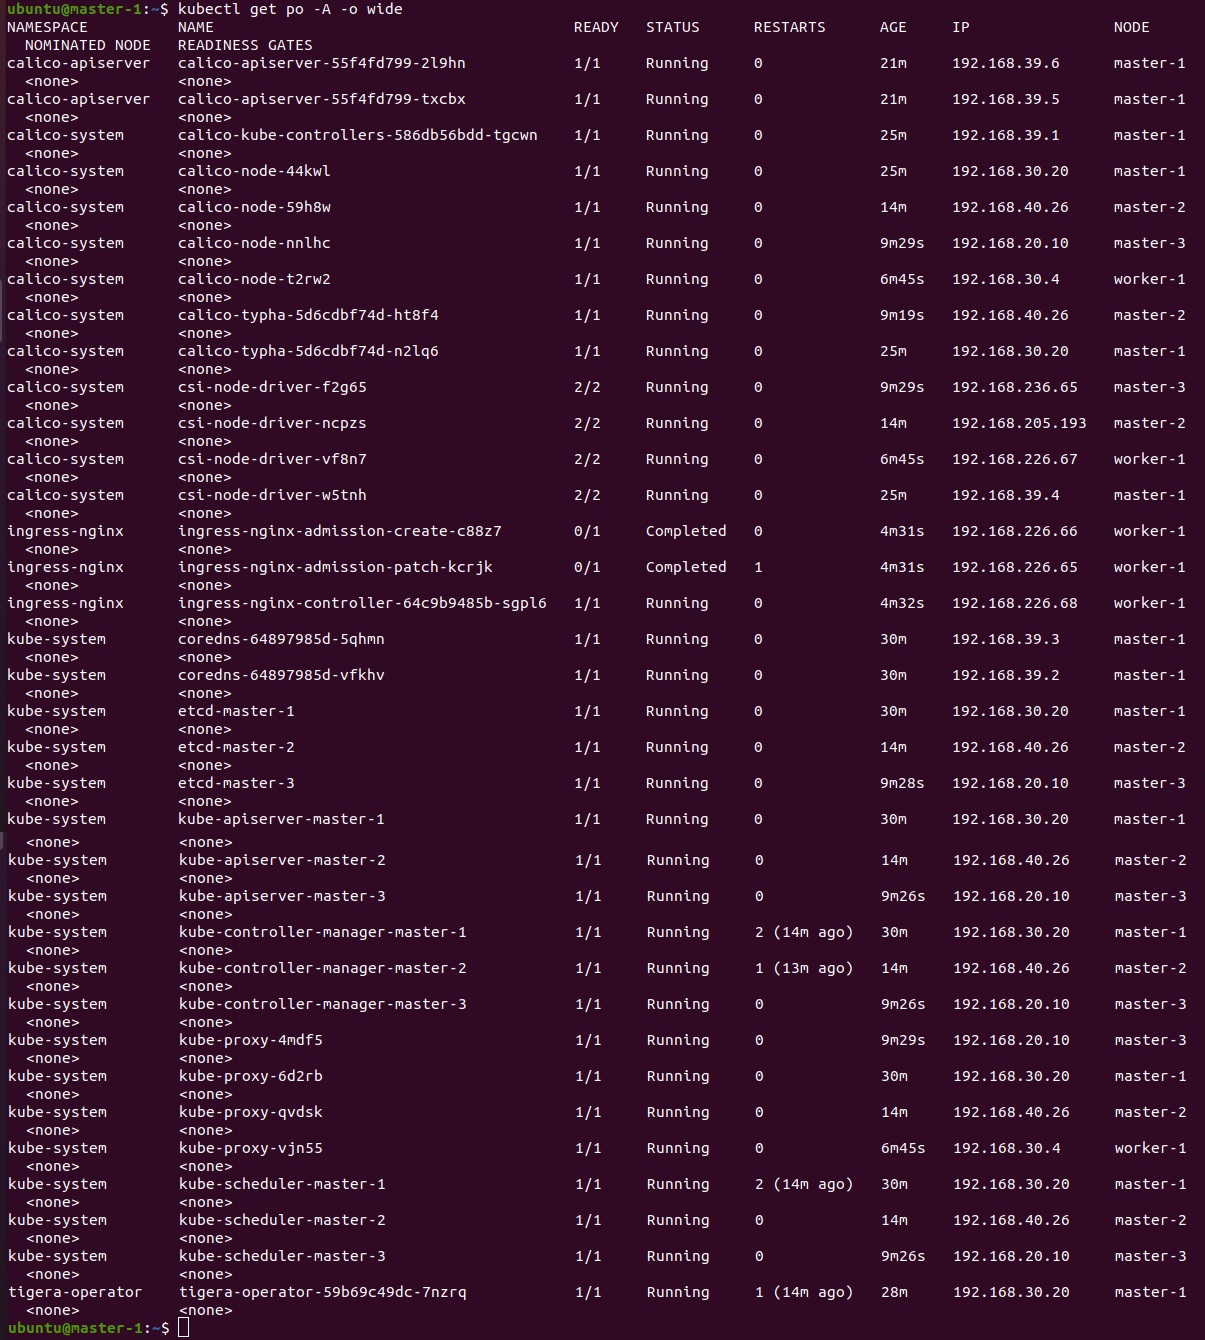 ubuntu@master-1:~$ kubectl get po -A -o wide
NAMESPACE NAME READY STATUS RESTARTS AGE IP NODE
NOMINATED NODE READINESS GATES
calico-apiserver calico-apiserver-55f4fd799-2l9hn 1/1 Running 0 21m 192.168.39.6 master-1
<none> <none>
calico-apiserver calico-apiserver-55f4fd799-txcbx 1/1 Running 0 21m 192.168.39.5 master-1
<none> <none>
calico-system calico-kube-controllers-586db56bdd-tgcwn 1/1 Running 0 25m 192.168.39.1 master-1
<none> <none>
calico-system calico-node-44kwl 1/1 Running 0 25m 192.168.30.20 master-1
<none> <none>
calico-system calico-node-59h8w 1/1 Running 0 14m 192.168.40.26 master-2
<none> <none>
calico-system calico-node-nnlhc 1/1 Running 0 9m29s 192.168.20.10 master-3
<none> <none>
calico-system calico-node-t2rw2 1/1 Running 0 6m45s 192.168.30.4 worker-1
<none> <none>
calico-system calico-typha-5d6cdbf74d-ht8f4 1/1 Running 0 9m19s 192.168.40.26 master-2
<none> <none>
calico-system calico-typha-5d6cdbf74d-n2lq6 1/1 Running 0 25m 192.168.30.20 master-1
<none> <none>
calico-system csi-node-driver-f2g65 2/2 Running 0 9m29s 192.168.236.65 master-3
<none> <none>
calico-system csi-node-driver-ncpzs 2/2 Running 0 14m 192.168.205.193 master-2
<none> <none>
calico-system csi-node-driver-vf8n7 2/2 Running 0 6m45s 192.168.226.67 worker-1
<none> <none>
calico-system csi-node-driver-w5tnh 2/2 Running 0 25m 192.168.39.4 master-1
<none> <none>
ingress-nginx ingress-nginx-admission-create-c88z7 0/1 Completed 0 4m31s 192.168.226.66 worker-1
<none> <none>
ingress-nginx ingress-nginx-admission-patch-kcrjk 0/1 Completed 1 4m31s 192.168.226.65 worker-1
<none> <none>
ingress-nginx ingress-nginx-controller-64c9b9485b-sgpl6 1/1 Running 0 4m32s 192.168.226.68 worker-1
<none> <none>
kube-system coredns-64897985d-5qhmn 1/1 Running 0 30m 192.168.39.3 master-1
<none> <none>
kube-system coredns-64897985d-vfkhv 1/1 Running 0 30m 192.168.39.2 master-1
<none> <none>
kube-system etcd-master-1 1/1 Running 0 30m 192.168.30.20 master-1
<none> <none>
kube-system etcd-master-2 1/1 Running 0 14m 192.168.40.26 master-2
<none> <none>
kube-system etcd-master-3 1/1 Running 0 9m28s 192.168.20.10 master-3
<none> <none>
kube-system kube-apiserver-master-1 1/1 Running 0 30m 192.168.30.20 master-1
<none> <none>
kube-system kube-apiserver-master-2 1/1 Running 0 14m 192.168.40.26 master-2
<none> <none>
kube-system kube-apiserver-master-3 1/1 Running 0 9m26s 192.168.20.10 master-3
<none> <none>
kube-system kube-controller-manager-master-1 1/1 Running 2 (14m ago) 30m 192.168.30.20 master-1
<none> <none>
kube-system kube-controller-manager-master-2 1/1 Running 1 (13m ago) 14m 192.168.40.26 master-2
<none> <none>
kube-system kube-controller-manager-master-3 1/1 Running 0 9m26s 192.168.20.10 master-3
<none> <none>
kube-system kube-proxy-4mdf5 1/1 Running 0 9m29s 192.168.20.10 master-3
<none> <none>
kube-system kube-proxy-6d2rb 1/1 Running 0 30m 192.168.30.20 master-1
<none> <none>
kube-system kube-proxy-qvdsk 1/1 Running 0 14m 192.168.40.26 master-2
<none> <none>
kube-system kube-proxy-vjn55 1/1 Running 0 6m45s 192.168.30.4 worker-1
<none> <none>
kube-system kube-scheduler-master-1 1/1 Running 2 (14m ago) 30m 192.168.30.20 master-1
<none> <none>
kube-system kube-scheduler-master-2 1/1 Running 0 14m 192.168.40.26 master-2
<none> <none>
kube-system kube-scheduler-master-3 1/1 Running 0 9m26s 192.168.20.10 master-3
<none> <none>
tigera-operator tigera-operator-59b69c49dc-7nzrq 1/1 Running 1 (14m ago) 28m 192.168.30.20 master-1
<none> <none>
ubuntu@master-1:~$